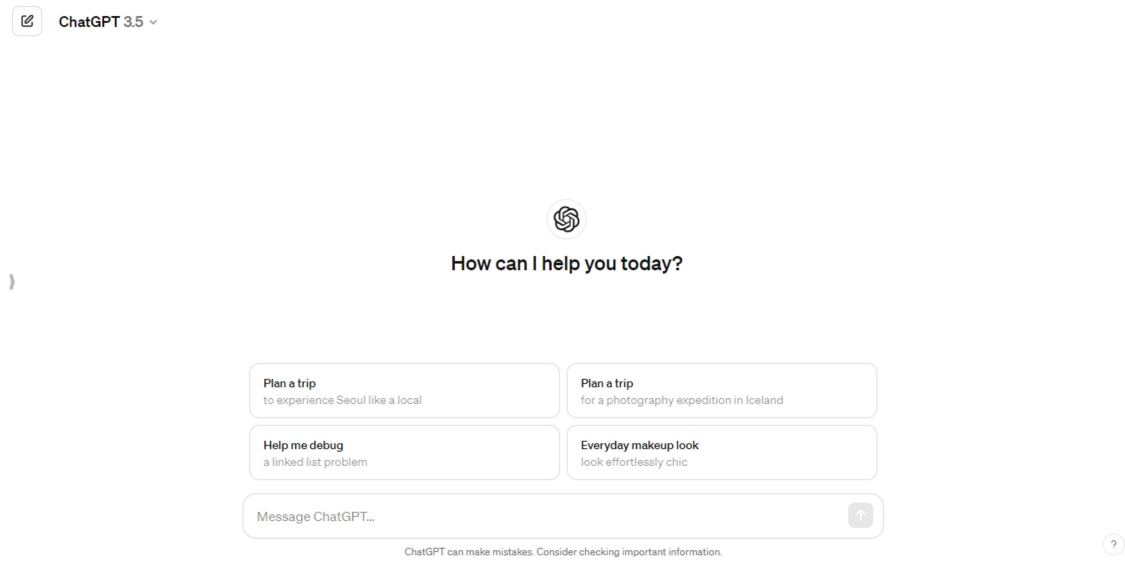 ChatGPT 3.5
How can I help you today?
Plan a trip
to experience Seoul like a local
Plan a trip
for a photography expedition in Iceland
Help me debug
a linked list problem
Everyday makeup look
look effortlessly chic
Message ChatGPT...
ChatGPT can make mistakes. Consider checking important information.
?